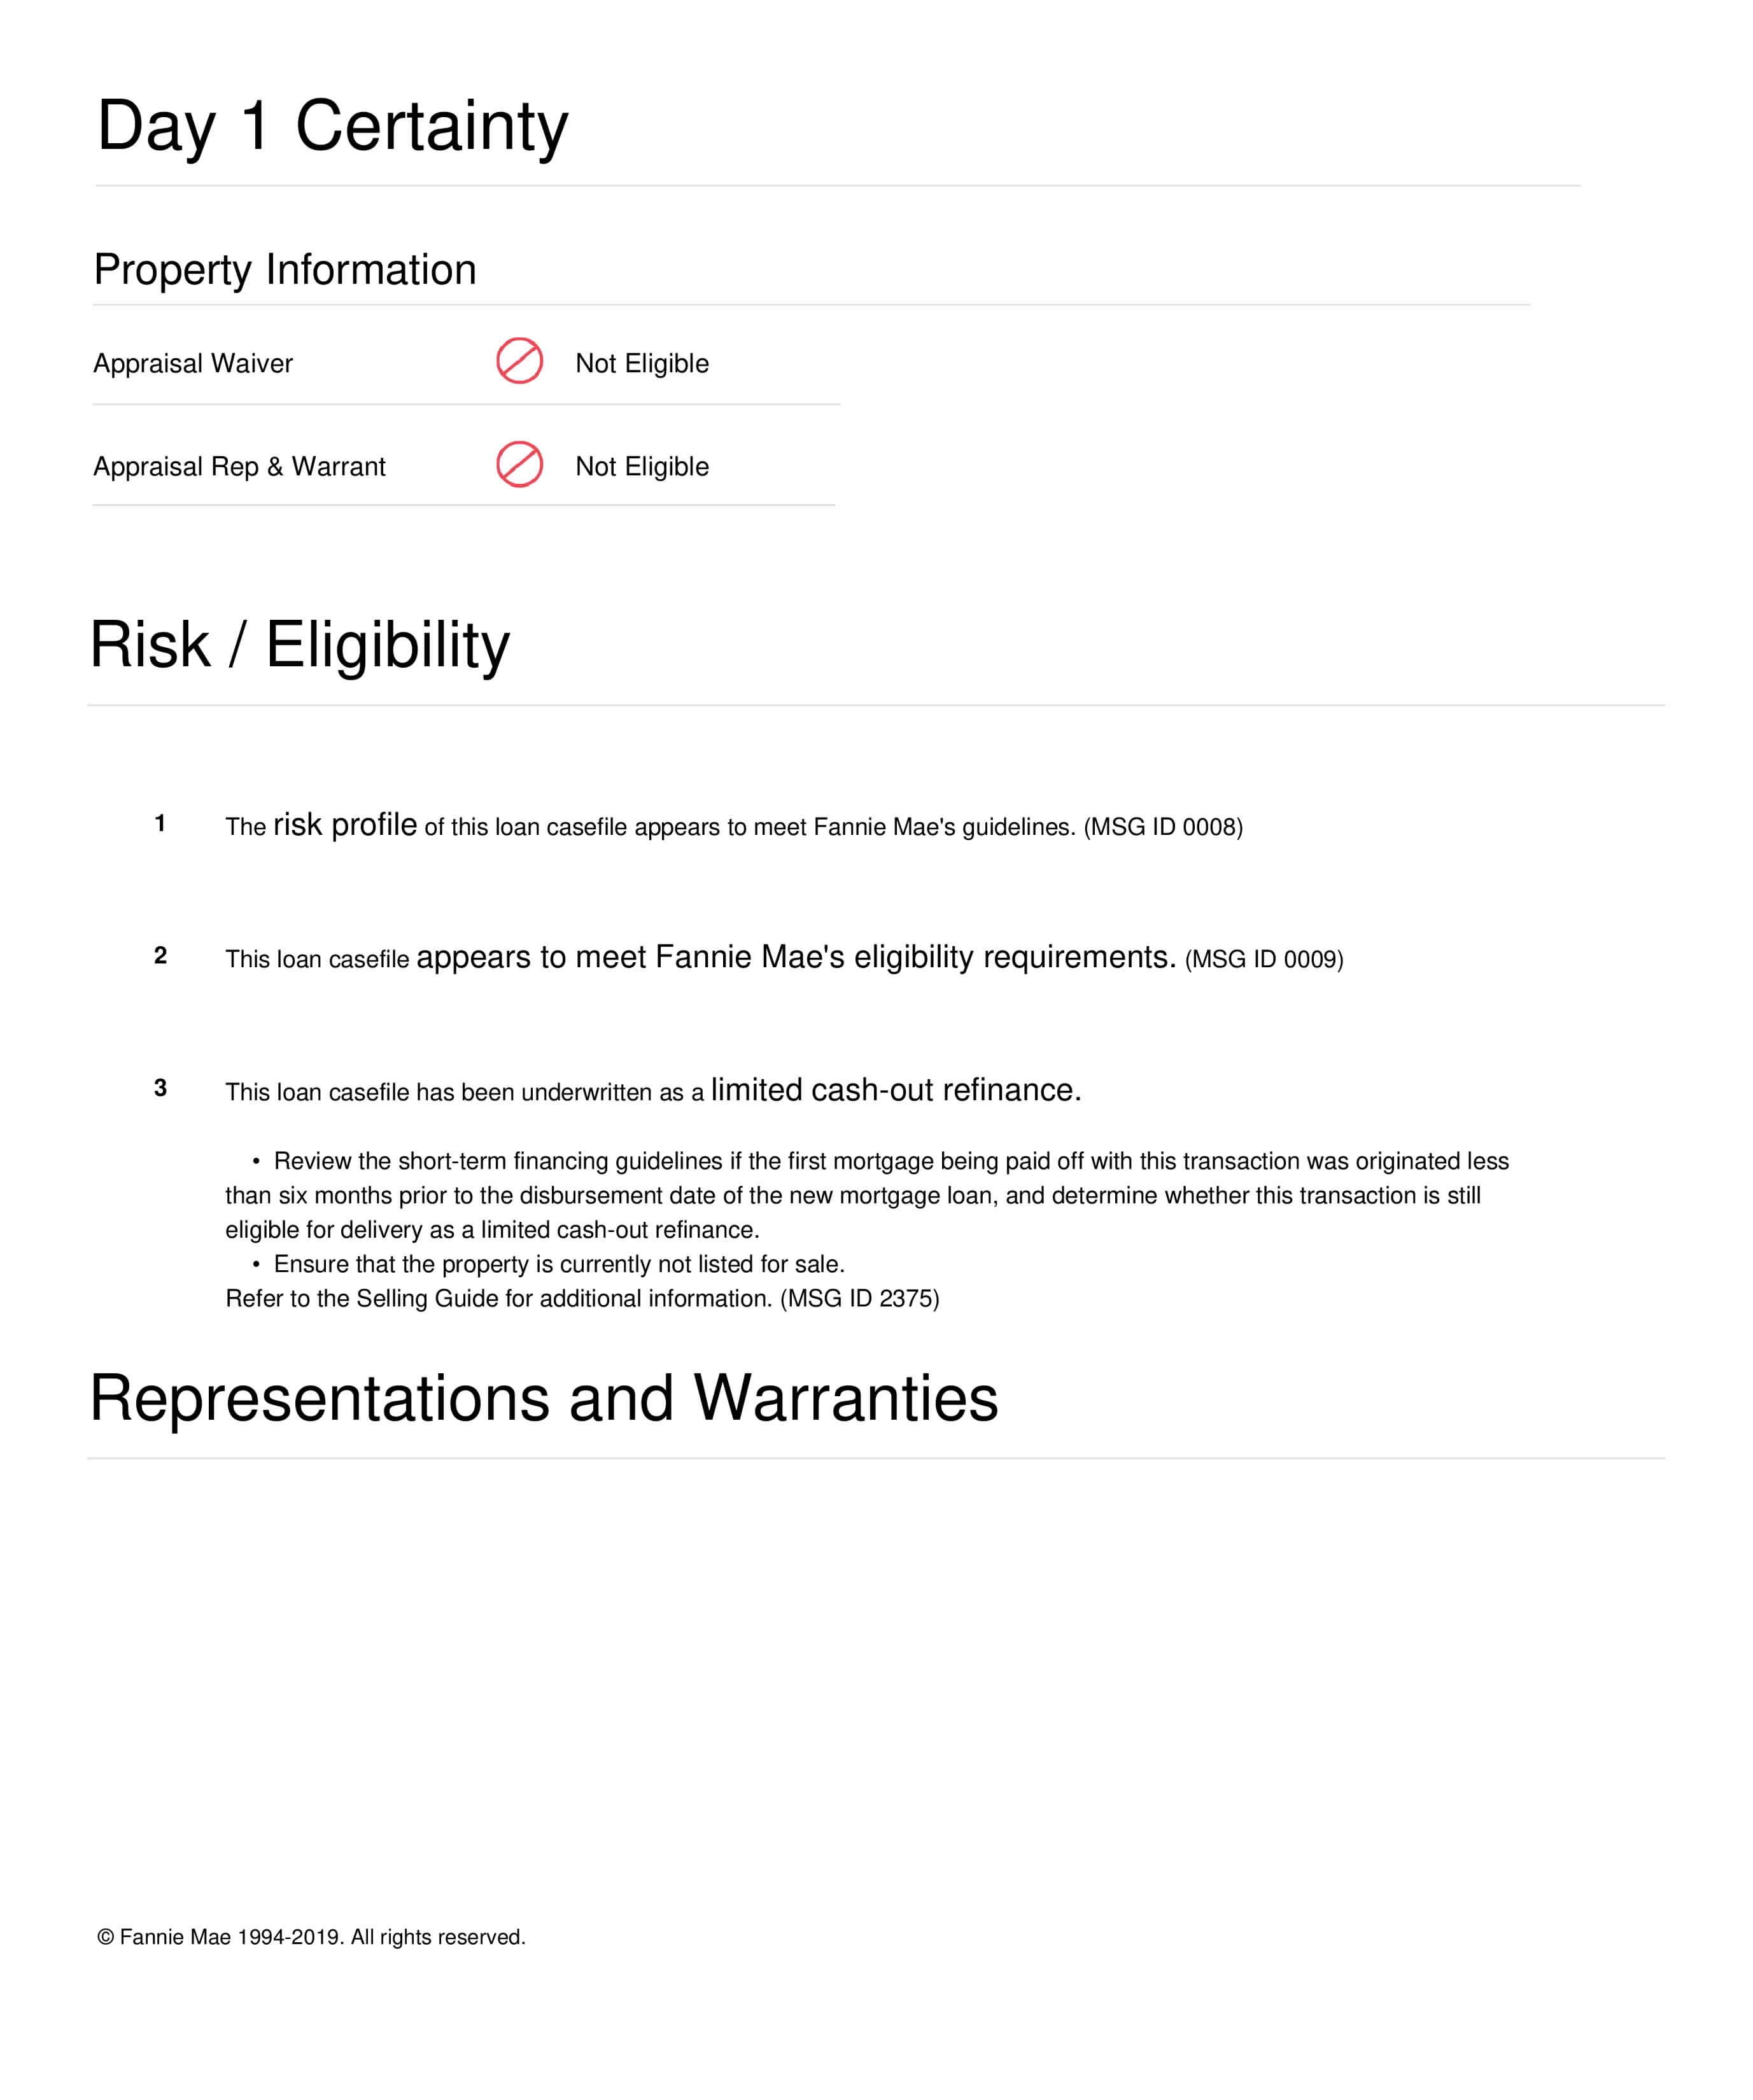 Day 1 Certainty
Property Information
Appraisal Waiver Not Eligible
Appraisal Rep & Warrant Not Eligible
Risk / Eligibility
1 The risk profile of this loan casefile appears to meet Fannie Mae's guidelines. (MSG ID 0008)
2 This loan casefile appears to meet Fannie Mae's eligibility requirements. (MSG ID 0009)
3 This loan casefile has been underwritten as a limited cash-out refinance.
• Review the short-term financing guidelines if the first mortgage being paid off with this transaction was originated less
than six months prior to the disbursement date of the new mortgage loan, and determine whether this transaction is still
eligible for delivery as a limited cash-out refinance.
• Ensure that the property is currently not listed for sale.
Refer to the Selling Guide for additional information. (MSG ID 2375)
Representations and Warranties
© Fannie Mae 1994-2019. All rights reserved.